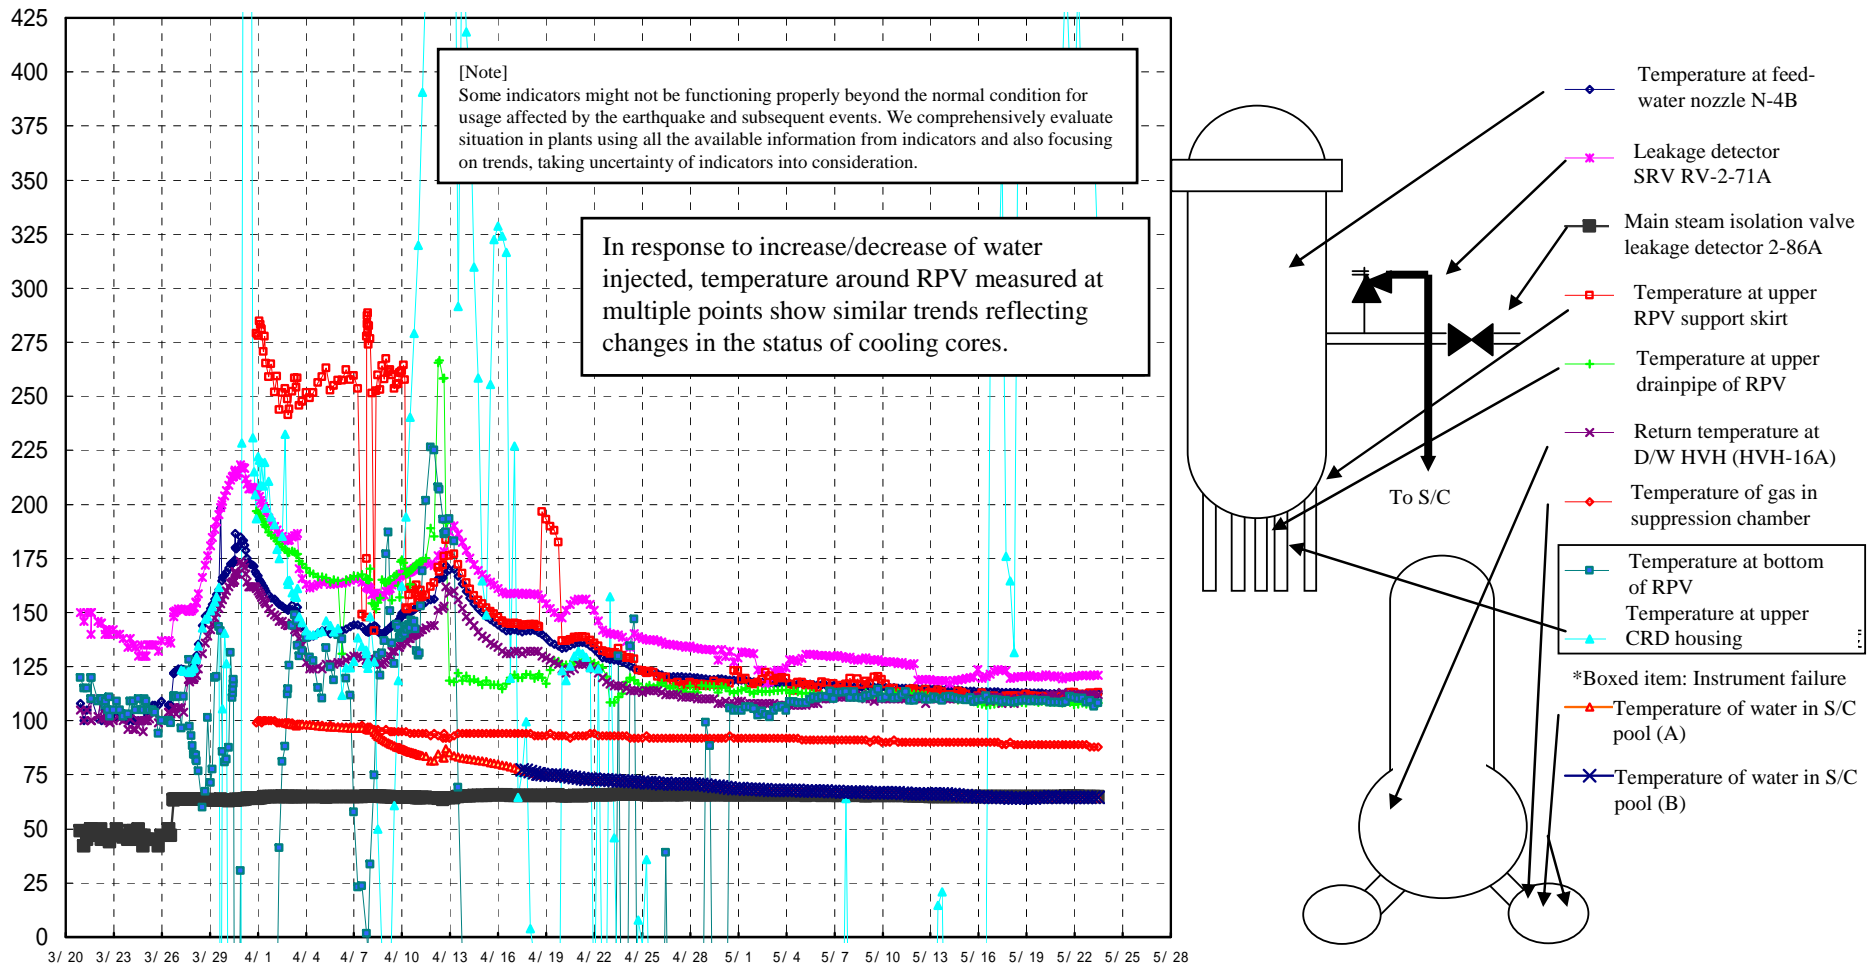 425
400
375
350
325
300
275
250
225
200
175
150
125
100
75
50
25
0
3/ 20
3/ 23
3/ 26
3/ 29
4/ 1
4/ 4
4/ 7
4/ 10
4/ 13
4/ 16
4/ 19
4/ 22
4/ 25
4/ 28
5/ 1
5/ 4
5/ 7
5/ 10
5/ 13
5/ 16
5/ 19
5/ 22
5/ 25
5/ 28
[Note]
Some indicators might not be functioning properly beyond the normal condition for
usage affected by the earthquake and subsequent events. We comprehensively evaluate
situation in plants using all the available information from indicators and also focusing
on trends, taking uncertainty of indicators into consideration.
In response to increase/decrease of water
injected, temperature around RPV measured at
multiple points show similar trends reflecting
changes in the status of cooling cores.
To S/C
Temperature at feed-
water nozzle N-4B
Leakage detector
SRV RV-2-71A
Main steam isolation valve
leakage detector 2-86A
Temperature at upper
RPV support skirt
Temperature at upper
drainpipe of RPV
Return temperature at
D/W HVH (HVH-16A)
Temperature of gas in
suppression chamber
Temperature at bottom
of RPV
Temperature at upper
CRD housing
*Boxed item: Instrument failure
Temperature of water in S/C
pool (A)
Temperature of water in S/C
pool (B)